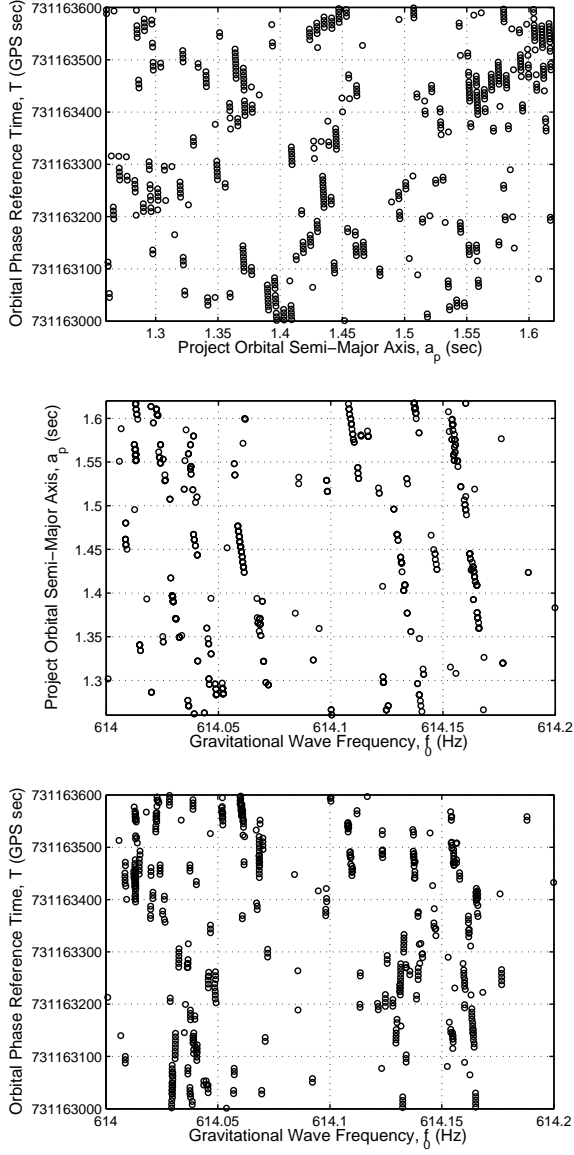 731163600
731163500
731163400
731163300
731163200
731163100
731163000
Orbital Phase Reference Time, T (GPS sec)
1.3 1.35 1.4 1.45 1.5 1.55 1.6
Project Orbital Semi−Major Axis, a_p (sec)
1.6
1.55
1.5
1.45
1.4
1.35
1.3
Project Orbital Semi−Major Axis, a_p (sec)
614 614.05 614.1 614.15 614.2
Gravitational Wave Frequency, f_0 (Hz)
731163600
731163500
731163400
731163300
731163200
731163100
731163000
Orbital Phase Reference Time, T (GPS sec)
614 614.05 614.1 614.15 614.2
Gravitational Wave Frequency, f_0 (Hz)